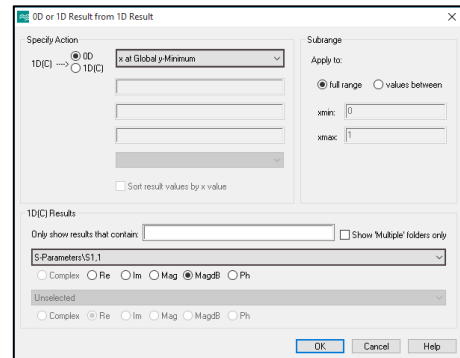 0D or 1D Result from 1D Result
Specify Action
1D(C) ---->
0D
1D(C)
x at Global y-Minimum
Sort result values by x value
Subrange
Apply to:
full range
values between
xmin: 0
xmax: 1
1D(C) Results
Only show results that contain:
Show 'Multiple' folders only
S-Parameters\S1,1
Complex Re Im Mag MagdB Ph
Unselected
Complex Re Im Mag MagdB Ph
OK Cancel Help